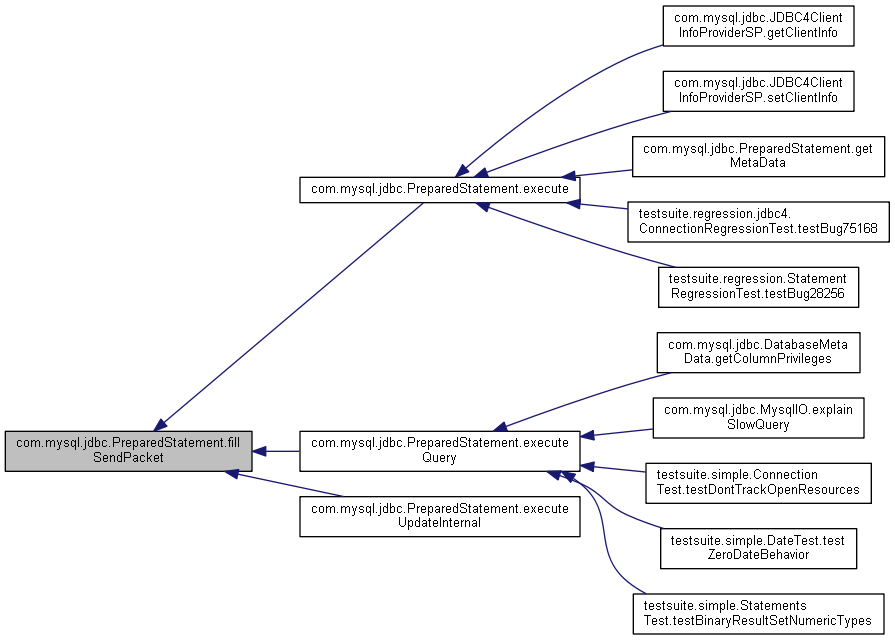 com.mysql.jdbc.JDBC4Client
InfoProviderSP.getClientInfo
com.mysql.jdbc.JDBC4Client
InfoProviderSP.setClientInfo
com.mysql.jdbc.PreparedStatement.get
MetaData
com.mysql.jdbc.PreparedStatement.execute
testsuite.regression.jdbc4.
ConnectionRegressionTest.testBug75168
testsuite.regression.Statement
RegressionTest.testBug28256
com.mysql.jdbc.DatabaseMeta
Data.getColumnPrivileges
com.mysql.jdbc.MysqlIO.explain
SlowQuery
com.mysql.jdbc.PreparedStatement.fill
SendPacket
com.mysql.jdbc.PreparedStatement.execute
Query
testsuite.simple.Connection
Test.testDontTrackOpenResources
com.mysql.jdbc.PreparedStatement.execute
UpdateInternal
testsuite.simple.DateTest.test
ZeroDateBehavior
testsuite.simple.Statements
Test.testBinaryResultSetNumericTypes